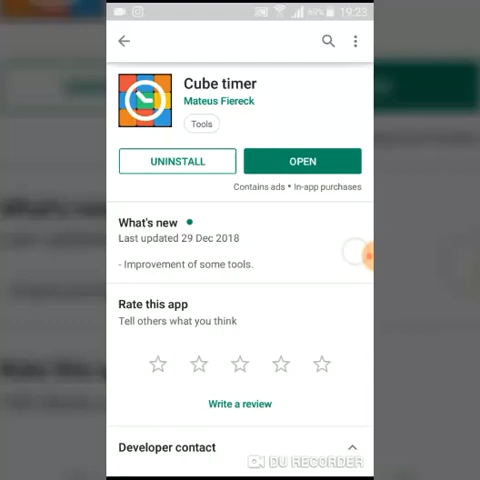 69% 19:23
Cube timer
Mateus Fiereck
Tools
UNINSTALL
OPEN
Contains ads • In-app purchases
What's new
Last updated 29 Dec 2018
- Improvement of some tools.
Rate this app
Tell others what you think
Write a review
Developer contact
DU RECORDER